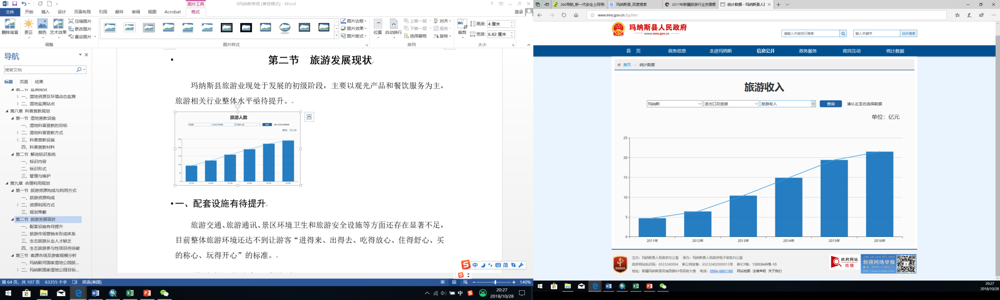 0玛纳斯修规 [兼容模式] - Word
图片工具
登录
文件 开始 插入 设计 页面布局 引用 邮件 审阅 视图 Acrobat 格式
删除背景 更正 颜色 艺术效果
压缩图片
更改图片
重设图片
调整
图片边框
图片效果
图片版式
图片样式
位置 自动换行
上移一层
下移一层
选择窗格
对齐
组合
旋转
排列
裁剪
高度: 4 厘米
宽度: 6.82 厘米
大小
导航
搜索文档
标题 页面 结果
第二节 监测规划
一、湿地资源及环境动态监测
二、湿地监测站点
第八章 科普宣教规划
第一节 湿地宣教设施
一、湿地科普宣教的目标
二、湿地科普宣教方式
三、科普宣教设施
四、科普宣教材料
第二节 解说标识系统
一、标识内容
二、标识形式
三、管理与维护
第九章 合理利用规划
第一节 旅游资源构成与利用方式
一、旅游资源构成
二、资源利用方式
三、规划策略
第二节 旅游发展现状
一、配套设施有待提升
二、旅游市场营销未形成体系
三、生态旅游从业人才缺乏
四、生态旅游参与性项目待突破
第三节 客源市场及游客规模分析
一、玛纳斯河国家湿地公园旅...
二、玛纳斯国家湿地公园目标...
第二节 旅游发展现状
玛纳斯县旅游业现处于发展的初级阶段，主要以观光产品和餐饮服务为主，
旅游相关行业整体水平亟待提升。
旅游人数
单位：万人次
一、配套设施有待提升
旅游交通、旅游通讯、景区环境卫生和旅游安全设施等方面还存在显著不足，
目前整体旅游环境还达不到让游客“进得来、出得去、吃得放心、住得舒心、买
的称心、玩得开心”的标准。
中 简
第 64 页，共 107 页 63355 个字 英语(美国)
140%
中 26
20:27
2018/10/28
360导航_新一代安全上网导
玛纳斯县_百度搜索
2017年新疆旅游行业发展概
统计数据 - 玛纳斯县人民
www.mns.gov.cn/tjsj.htm
玛纳斯县人民政府
www.mns.gov.cn
请输入内容进行搜索
输入关键字 站外搜索
首 页 政务信息 走进玛纳斯 信息公开 政务服务 政民互动 统计数据
首页 统计数据
旅游收入
玛纳斯 进出口及旅游 旅游收入 查询 请从左至右选择数据
单位：亿元
25
20
15
10
5
0
2011年 2012年 2013年 2014年 2015年 2016年
主办：玛纳斯县人民政府办公室 承办：玛纳斯县人民政府电子政务办公室
政府网站标识码：6523240004 新公网安备：65232402000013号 新ICP备：13003649号-10
地址：新疆玛纳斯县凤城西路83号民政大楼 电话：0994-6661180 网站地图 法律声明 关于我们
政府网站
找错
新疆网络举报
20:27
2018/10/28